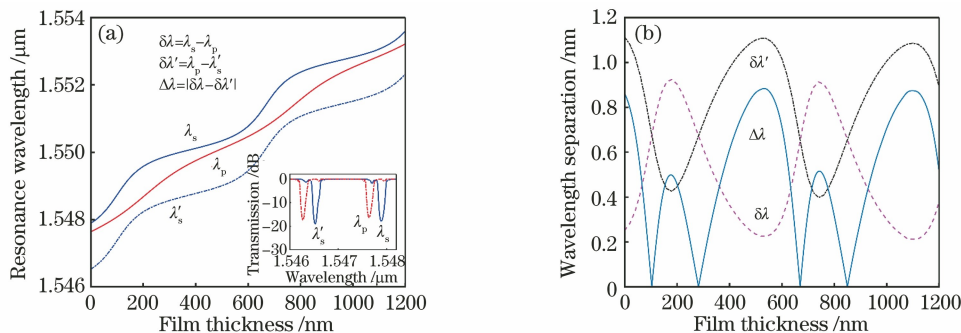 (a)
δλ=λs−λp
δλ′=λp−λ′s
Δλ=|δλ−δλ′|
Resonance wavelength /μm
1.554
1.552
1.550
1.548
1.546
λs
λp
λ′s
0 200 400 600 800 1000 1200
Film thickness /nm
Transmission /dB
0
−10
−20
−30
λ′s
λp
λs
1.546 1.547 1.548
Wavelength /μm
(b)
Wavelength separation /nm
1.2
1.0
0.8
0.6
0.4
0.2
0
δλ′
Δλ
δλ
0 200 400 600 800 1000 1200
Film thickness /nm